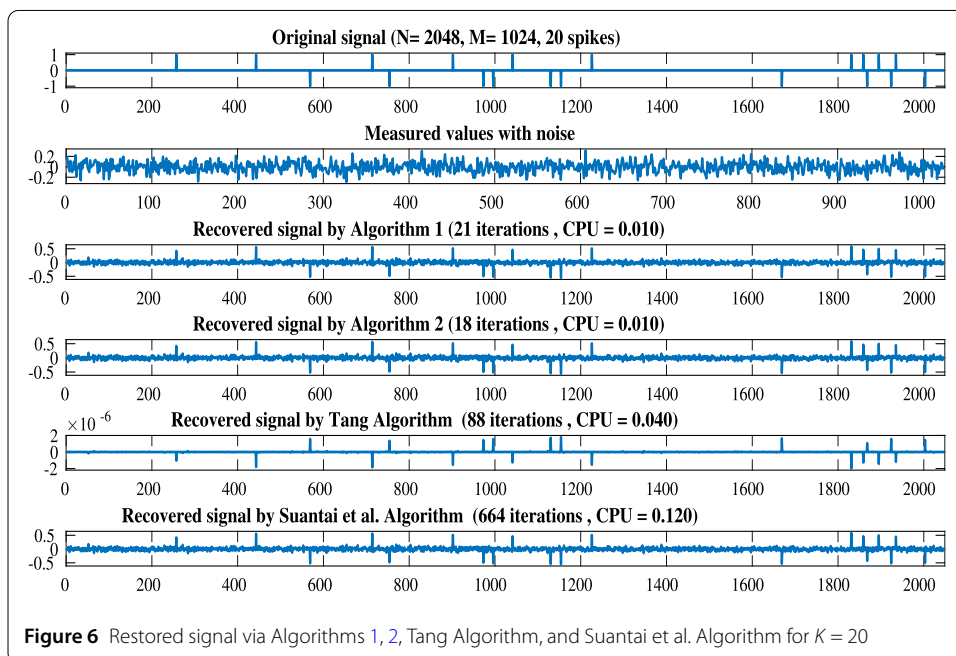 Original signal (N= 2048, M= 1024, 20 spikes)
1
0
-1
0 200 400 600 800 1000 1200 1400 1600 1800 2000
Measured values with noise
0.2
0
-0.2
0 100 200 300 400 500 600 700 800 900 1000
Recovered signal by Algorithm 1 (21 iterations , CPU = 0.010)
0.5
0
-0.5
0 200 400 600 800 1000 1200 1400 1600 1800 2000
Recovered signal by Algorithm 2 (18 iterations , CPU = 0.010)
0.5
0
-0.5
0 200 400 600 800 1000 1200 1400 1600 1800 2000
×10 -6
Recovered signal by Tang Algorithm (88 iterations , CPU = 0.040)
2
0
-2
0 200 400 600 800 1000 1200 1400 1600 1800 2000
Recovered signal by Suantai et al. Algorithm (664 iterations , CPU = 0.120)
0.5
0
-0.5
0 200 400 600 800 1000 1200 1400 1600 1800 2000
Figure 6 Restored signal via Algorithms 1, 2, Tang Algorithm, and Suantai et al. Algorithm for K = 20